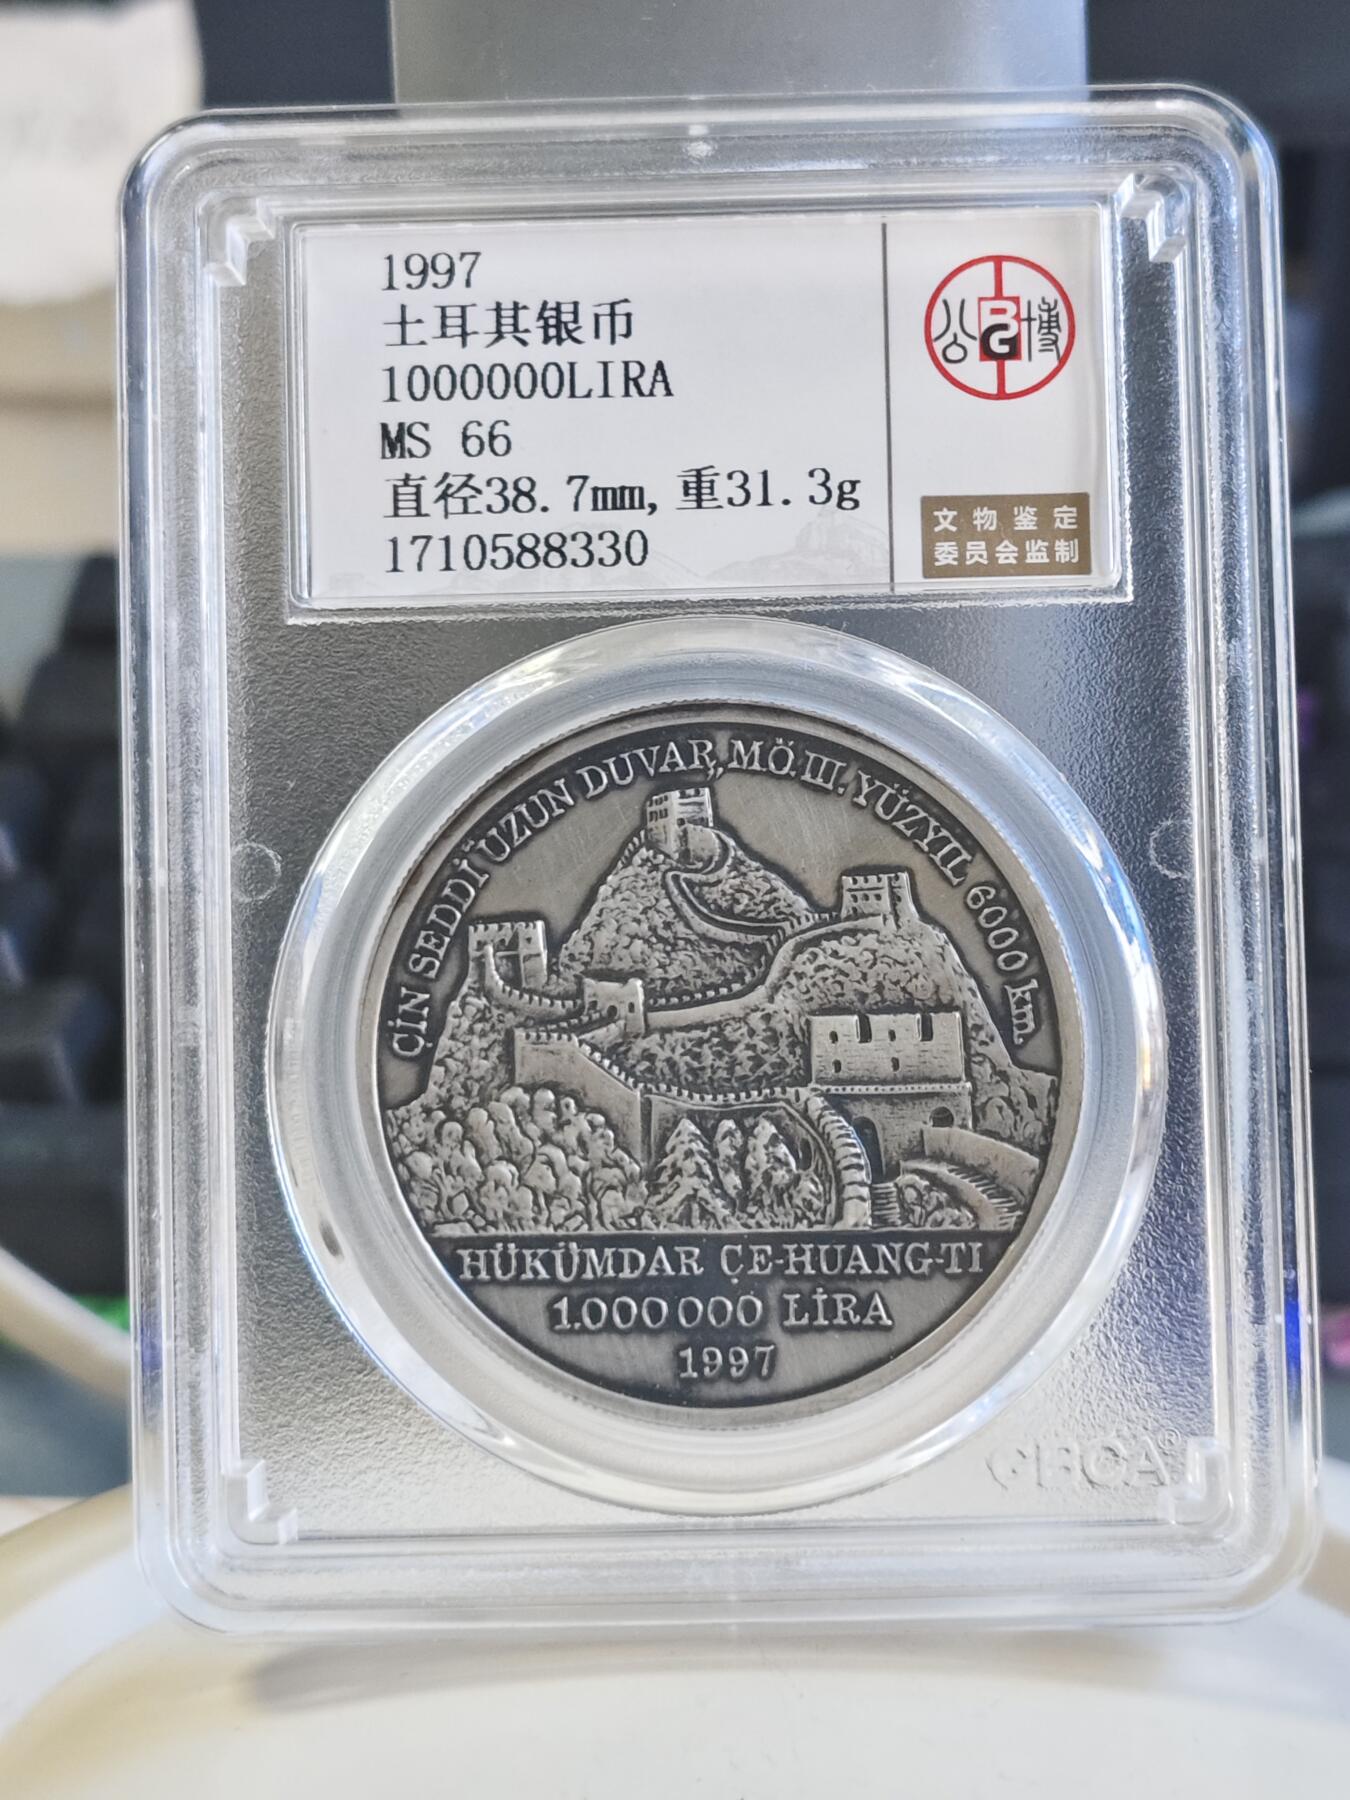 1997
土耳其银币
1000000LIRA
MS 66
直径38.7mm,重31.3g
1710588330
公 BG 博
文物鉴定
委员会监制
ÇİN SEDDİ UZUN DUVAR, MÖ.III.YÜZYIL 6000 km.
HÜKÜMDAR ÇE-HUANG-TI
1.000 000 LİRA
1997
GBCA®